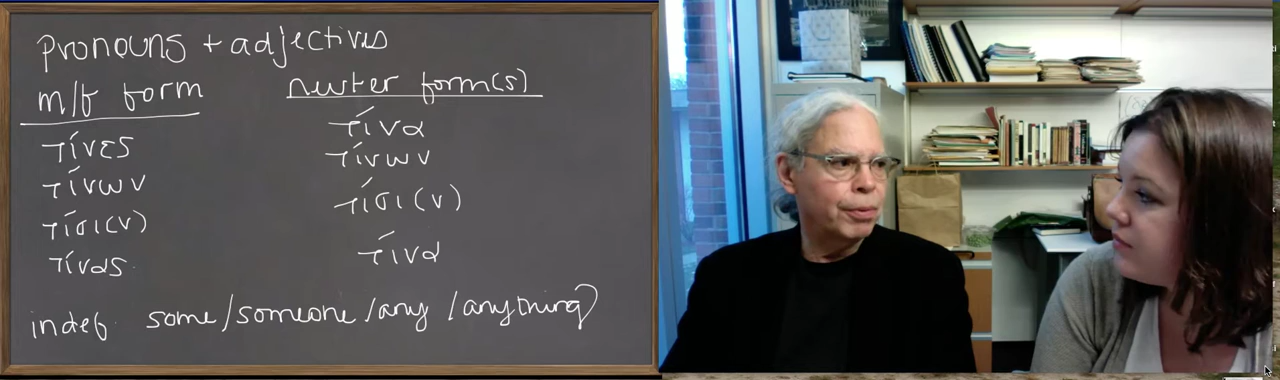 pronouns + adjectives
m/f form neuter form(s)
τίνες τίνα
τίνων τίνων
τίσι(ν) τίσι(ν)
τίνας τίνα
indef. some/someone/any/anything)